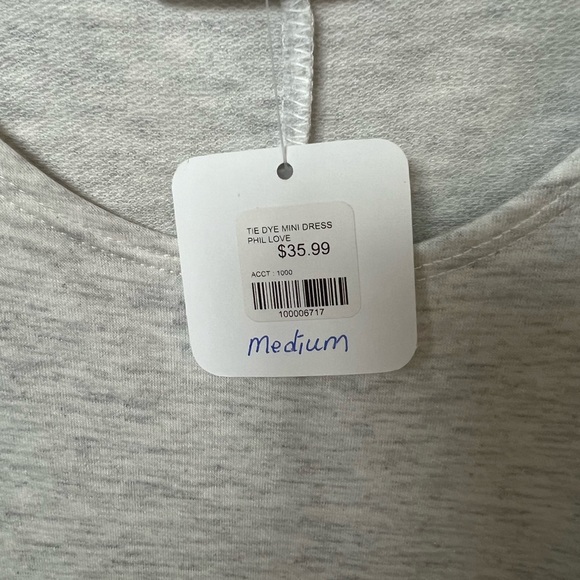 TIE DYE MINI DRESS
PHIL LOVE
$35.99
ACCT : 1000
100006717
medium